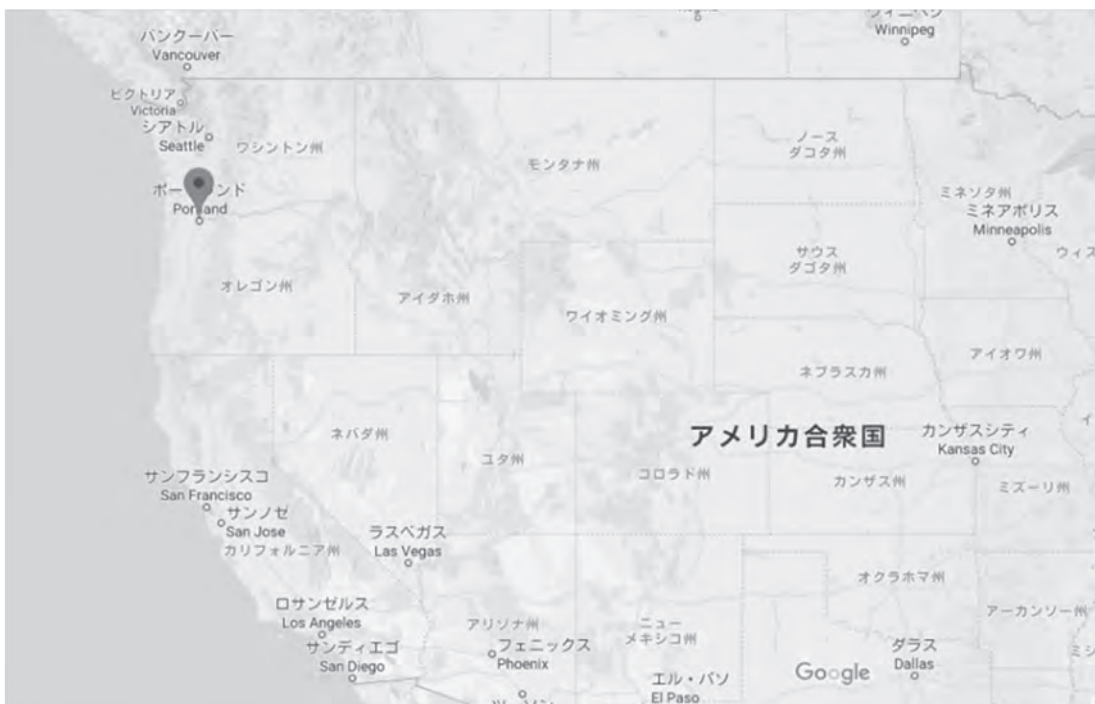 バンクーバー
Vancouver
Winnipeg
ビクトリア
Victoria
シアトル
Seattle
ワシントン州
モンタナ州
ノース
ダコタ州
ポー ンド
Portland
ミネソタ州
ミネアポリス
Minneapolis
サウス
ダゴタ州
ウィス
オレゴン州
アイダホ州
ワイオミング州
アイオワ州
ネブラスカ州
アメリカ合衆国
ネバダ州
ユタ州
コロラド州
カンザス州
カンザスシティ
Kansas City
ミズーリ州
イ
サンフランシスコ
San Francisco
サンノゼ
San Jose
カリフォルニア州
ラスベガス
Las Vegas
オクラホマ州
アーカンソー州
ロサンゼルス
Los Angeles
アリゾナ州
ニュー
メキシコ州
サンディエゴ
San Diego
フェニックス
Phoenix
ダラス
Dallas
ミシ
エル・パソ
El Paso
Google